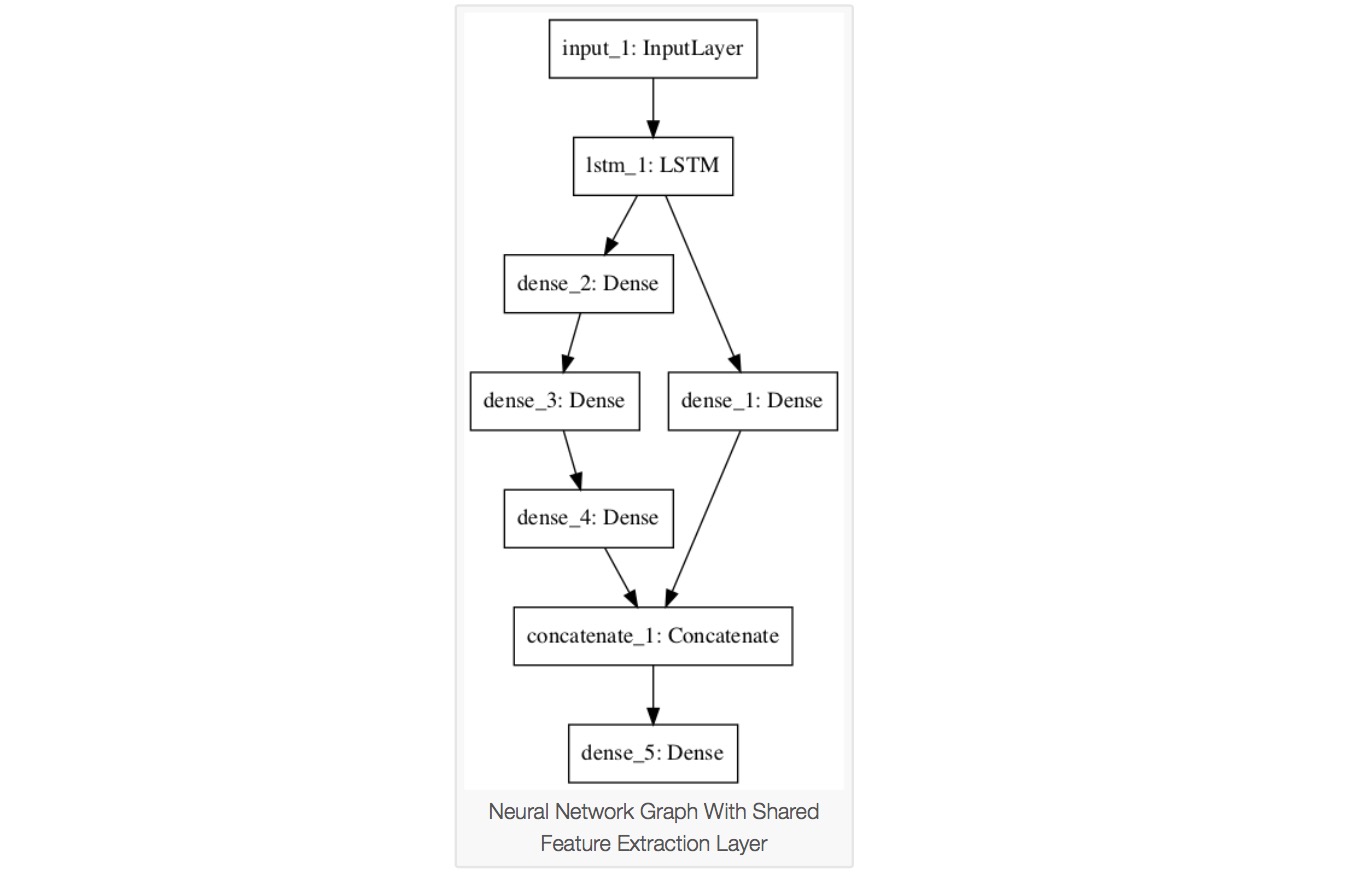 input_1: InputLayer
lstm_1: LSTM
dense_2: Dense
dense_3: Dense
dense_1: Dense
dense_4: Dense
concatenate_1: Concatenate
dense_5: Dense
Neural Network Graph With Shared
Feature Extraction Layer